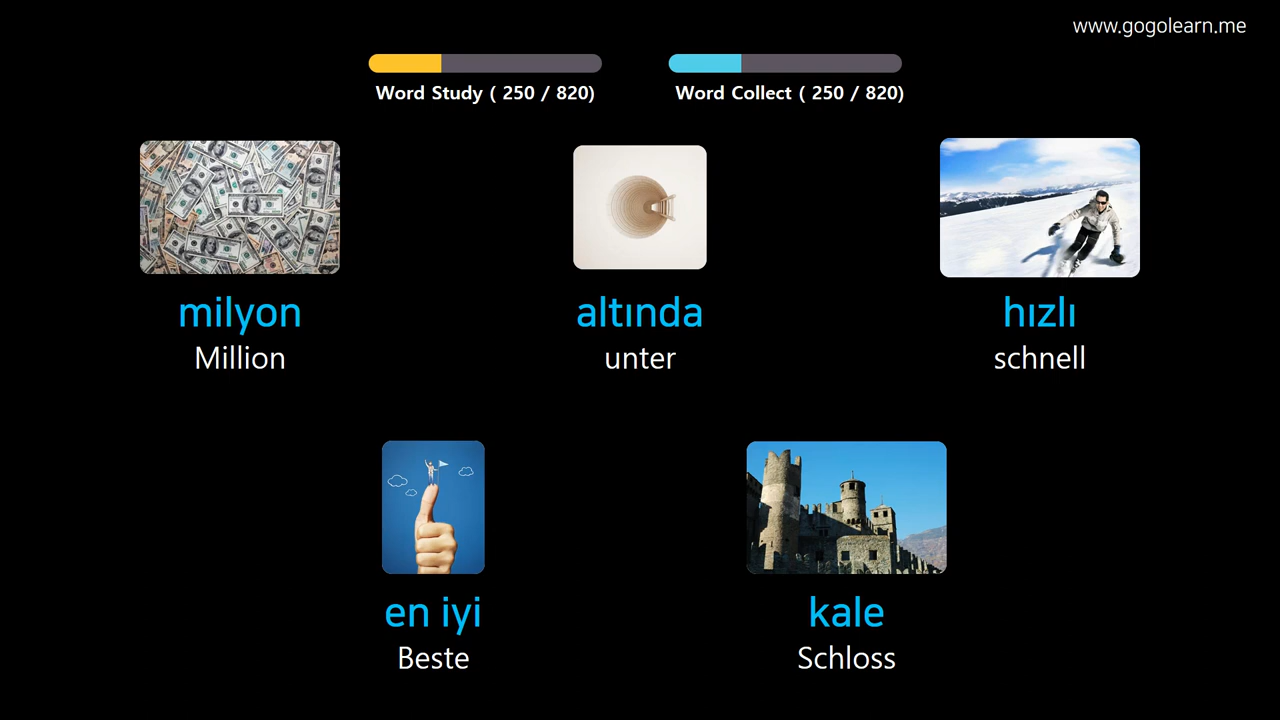 www.gogolearn.me
Word Study ( 250 / 820)
Word Collect ( 250 / 820)
milyon
Million
altında
unter
hızlı
schnell
en iyi
Beste
kale
Schloss